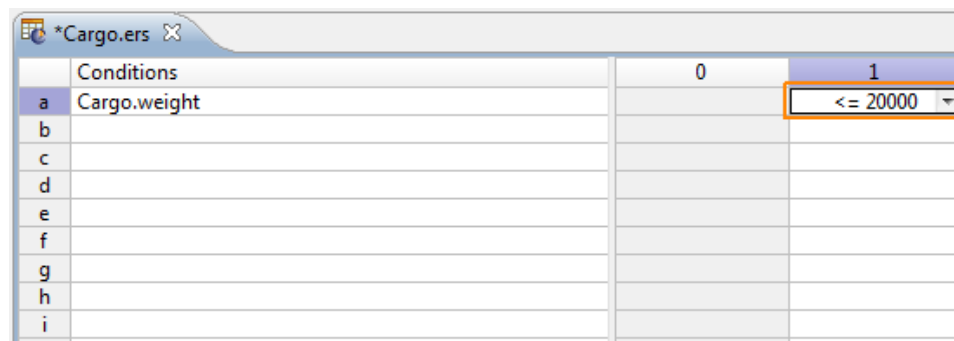 *Cargo.ers
Conditions 0 1
a Cargo.weight <= 20000
b
c
d
e
f
g
h
i